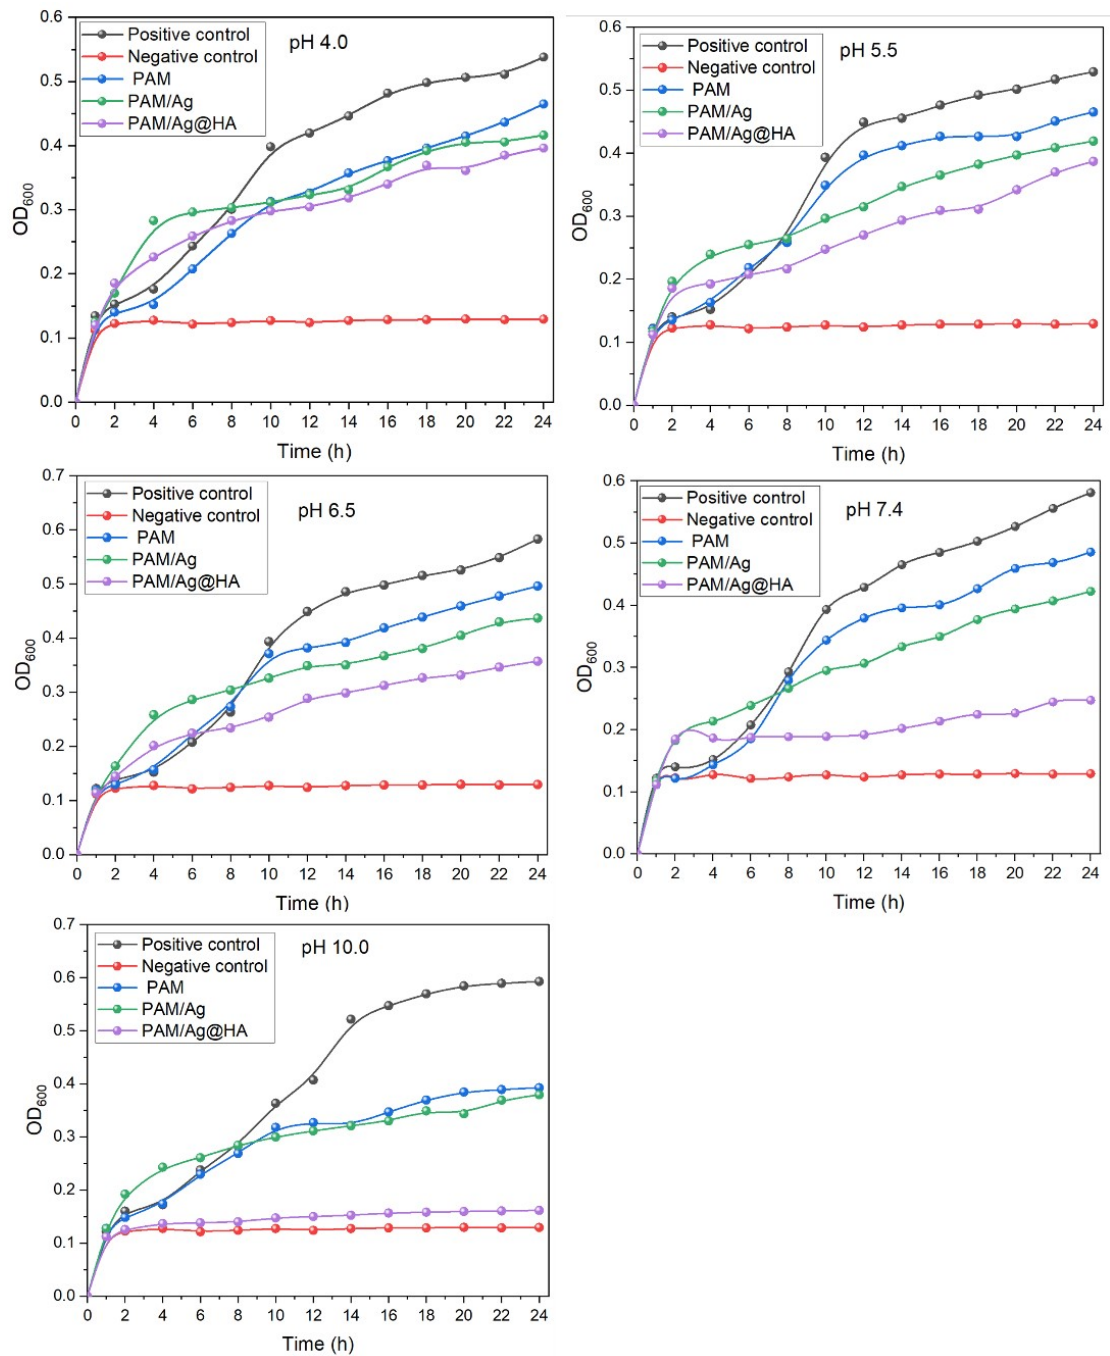 pH 4.0
Positive control
Negative control
PAM
PAM/Ag
PAM/Ag@HA
0.6
0.5
0.4
0.3
0.2
0.1
0.0
OD600
0 2 4 6 8 10 12 14 16 18 20 22 24
Time (h)
pH 5.5
Positive control
Negative control
PAM
PAM/Ag
PAM/Ag@HA
0.6
0.5
0.4
0.3
0.2
0.1
0.0
OD600
0 2 4 6 8 10 12 14 16 18 20 22 24
Time (h)
pH 6.5
Positive control
Negative control
PAM
PAM/Ag
PAM/Ag@HA
0.7
0.6
0.5
0.4
0.3
0.2
0.1
0.0
OD600
0 2 4 6 8 10 12 14 16 18 20 22 24
Time (h)
pH 7.4
Positive control
Negative control
PAM
PAM/Ag
PAM/Ag@HA
0.6
0.5
0.4
0.3
0.2
0.1
0.0
OD600
0 2 4 6 8 10 12 14 16 18 20 22 24
Time (h)
pH 10.0
Positive control
Negative control
PAM
PAM/Ag
PAM/Ag@HA
0.7
0.6
0.5
0.4
0.3
0.2
0.1
0.0
OD600
0 2 4 6 8 10 12 14 16 18 20 22 24
Time (h)